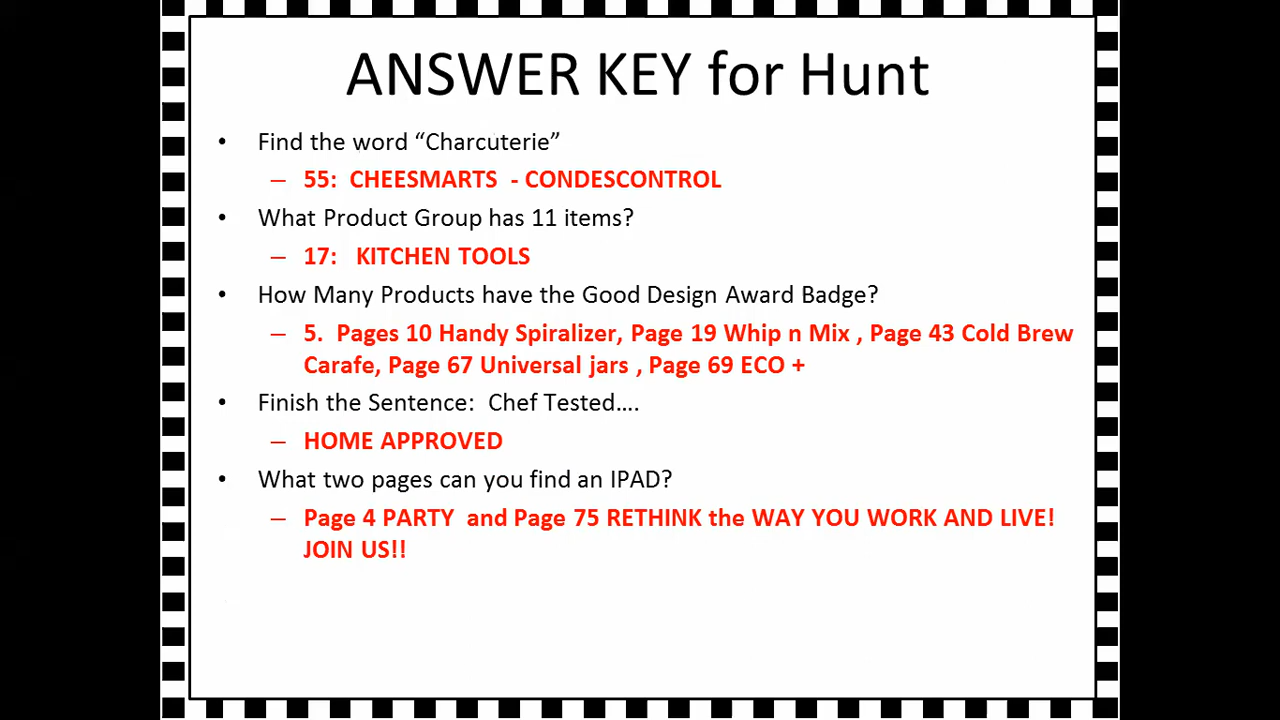 ANSWER KEY for Hunt
• Find the word “Charcuterie”
– 55:  CHEESMARTS  - CONDESCONTROL
• What Product Group has 11 items?
– 17:   KITCHEN TOOLS
• How Many Products have the Good Design Award Badge?
– 5.  Pages 10 Handy Spiralizer, Page 19 Whip n Mix , Page 43 Cold Brew
Carafe, Page 67 Universal jars , Page 69 ECO +
• Finish the Sentence:  Chef Tested….
– HOME APPROVED
• What two pages can you find an IPAD?
– Page 4 PARTY  and Page 75 RETHINK the WAY YOU WORK AND LIVE!
JOIN US!!